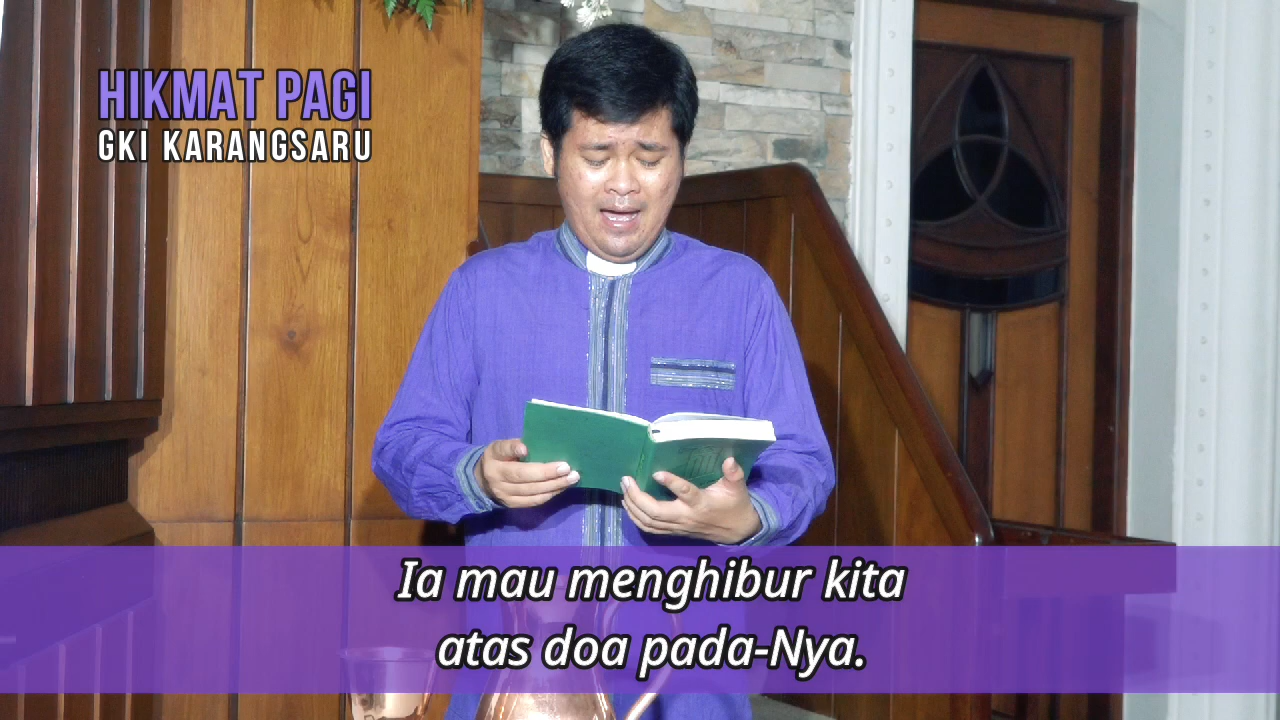 HIKMAT PAGI
GKI KARANGSARU
Ia mau menghibur kita
atas doa pada-Nya.